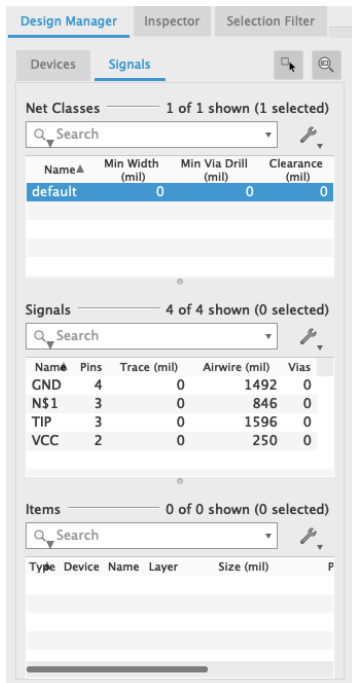 Design Manager Inspector Selection Filter
Devices Signals
Net Classes 1 of 1 shown (1 selected)
Search
Name Min Width (mil) Min Via Drill (mil) Clearance (mil)
default 0 0 0
Signals 4 of 4 shown (0 selected)
Search
Name Pins Trace (mil) Airwire (mil) Vias
GND 4 0 1492 0
N$1 3 0 846 0
TIP 3 0 1596 0
VCC 2 0 250 0
Items 0 of 0 shown (0 selected)
Search
Type Device Name Layer Size (mil) P